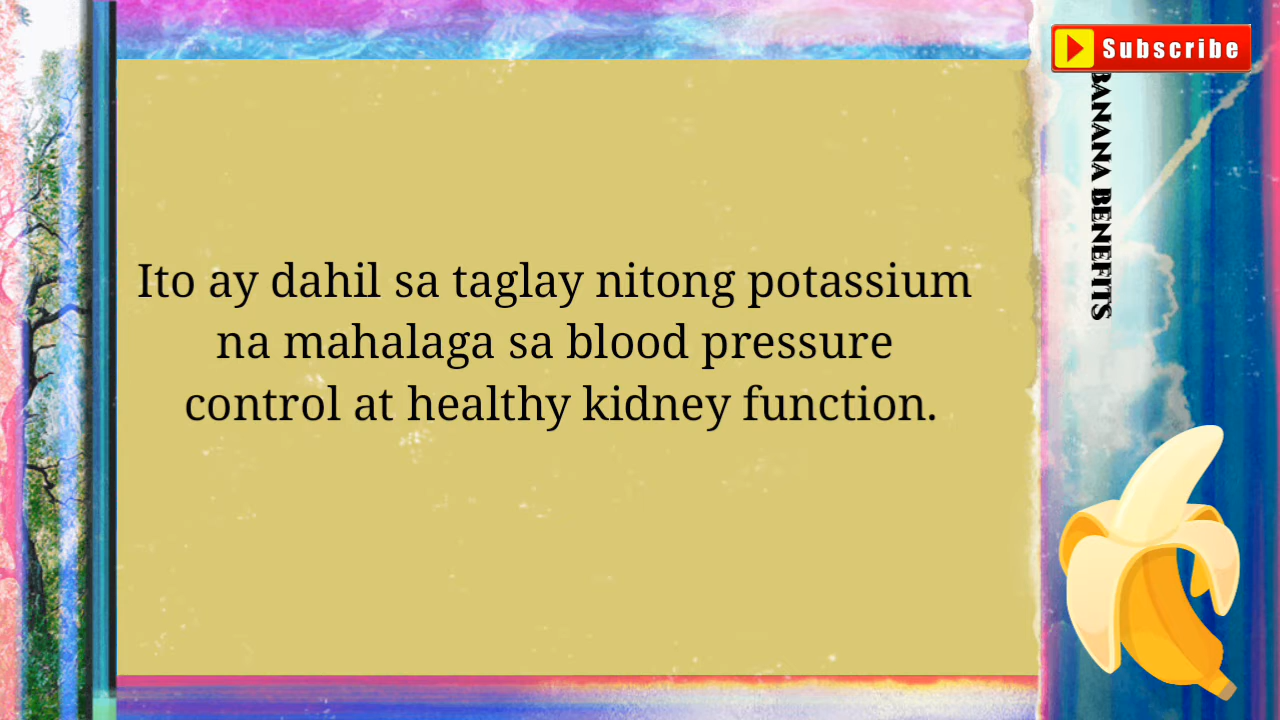 Subscribe
BANANA BENEFITS
Ito ay dahil sa taglay nitong potassium
na mahalaga sa blood pressure
control at healthy kidney function.